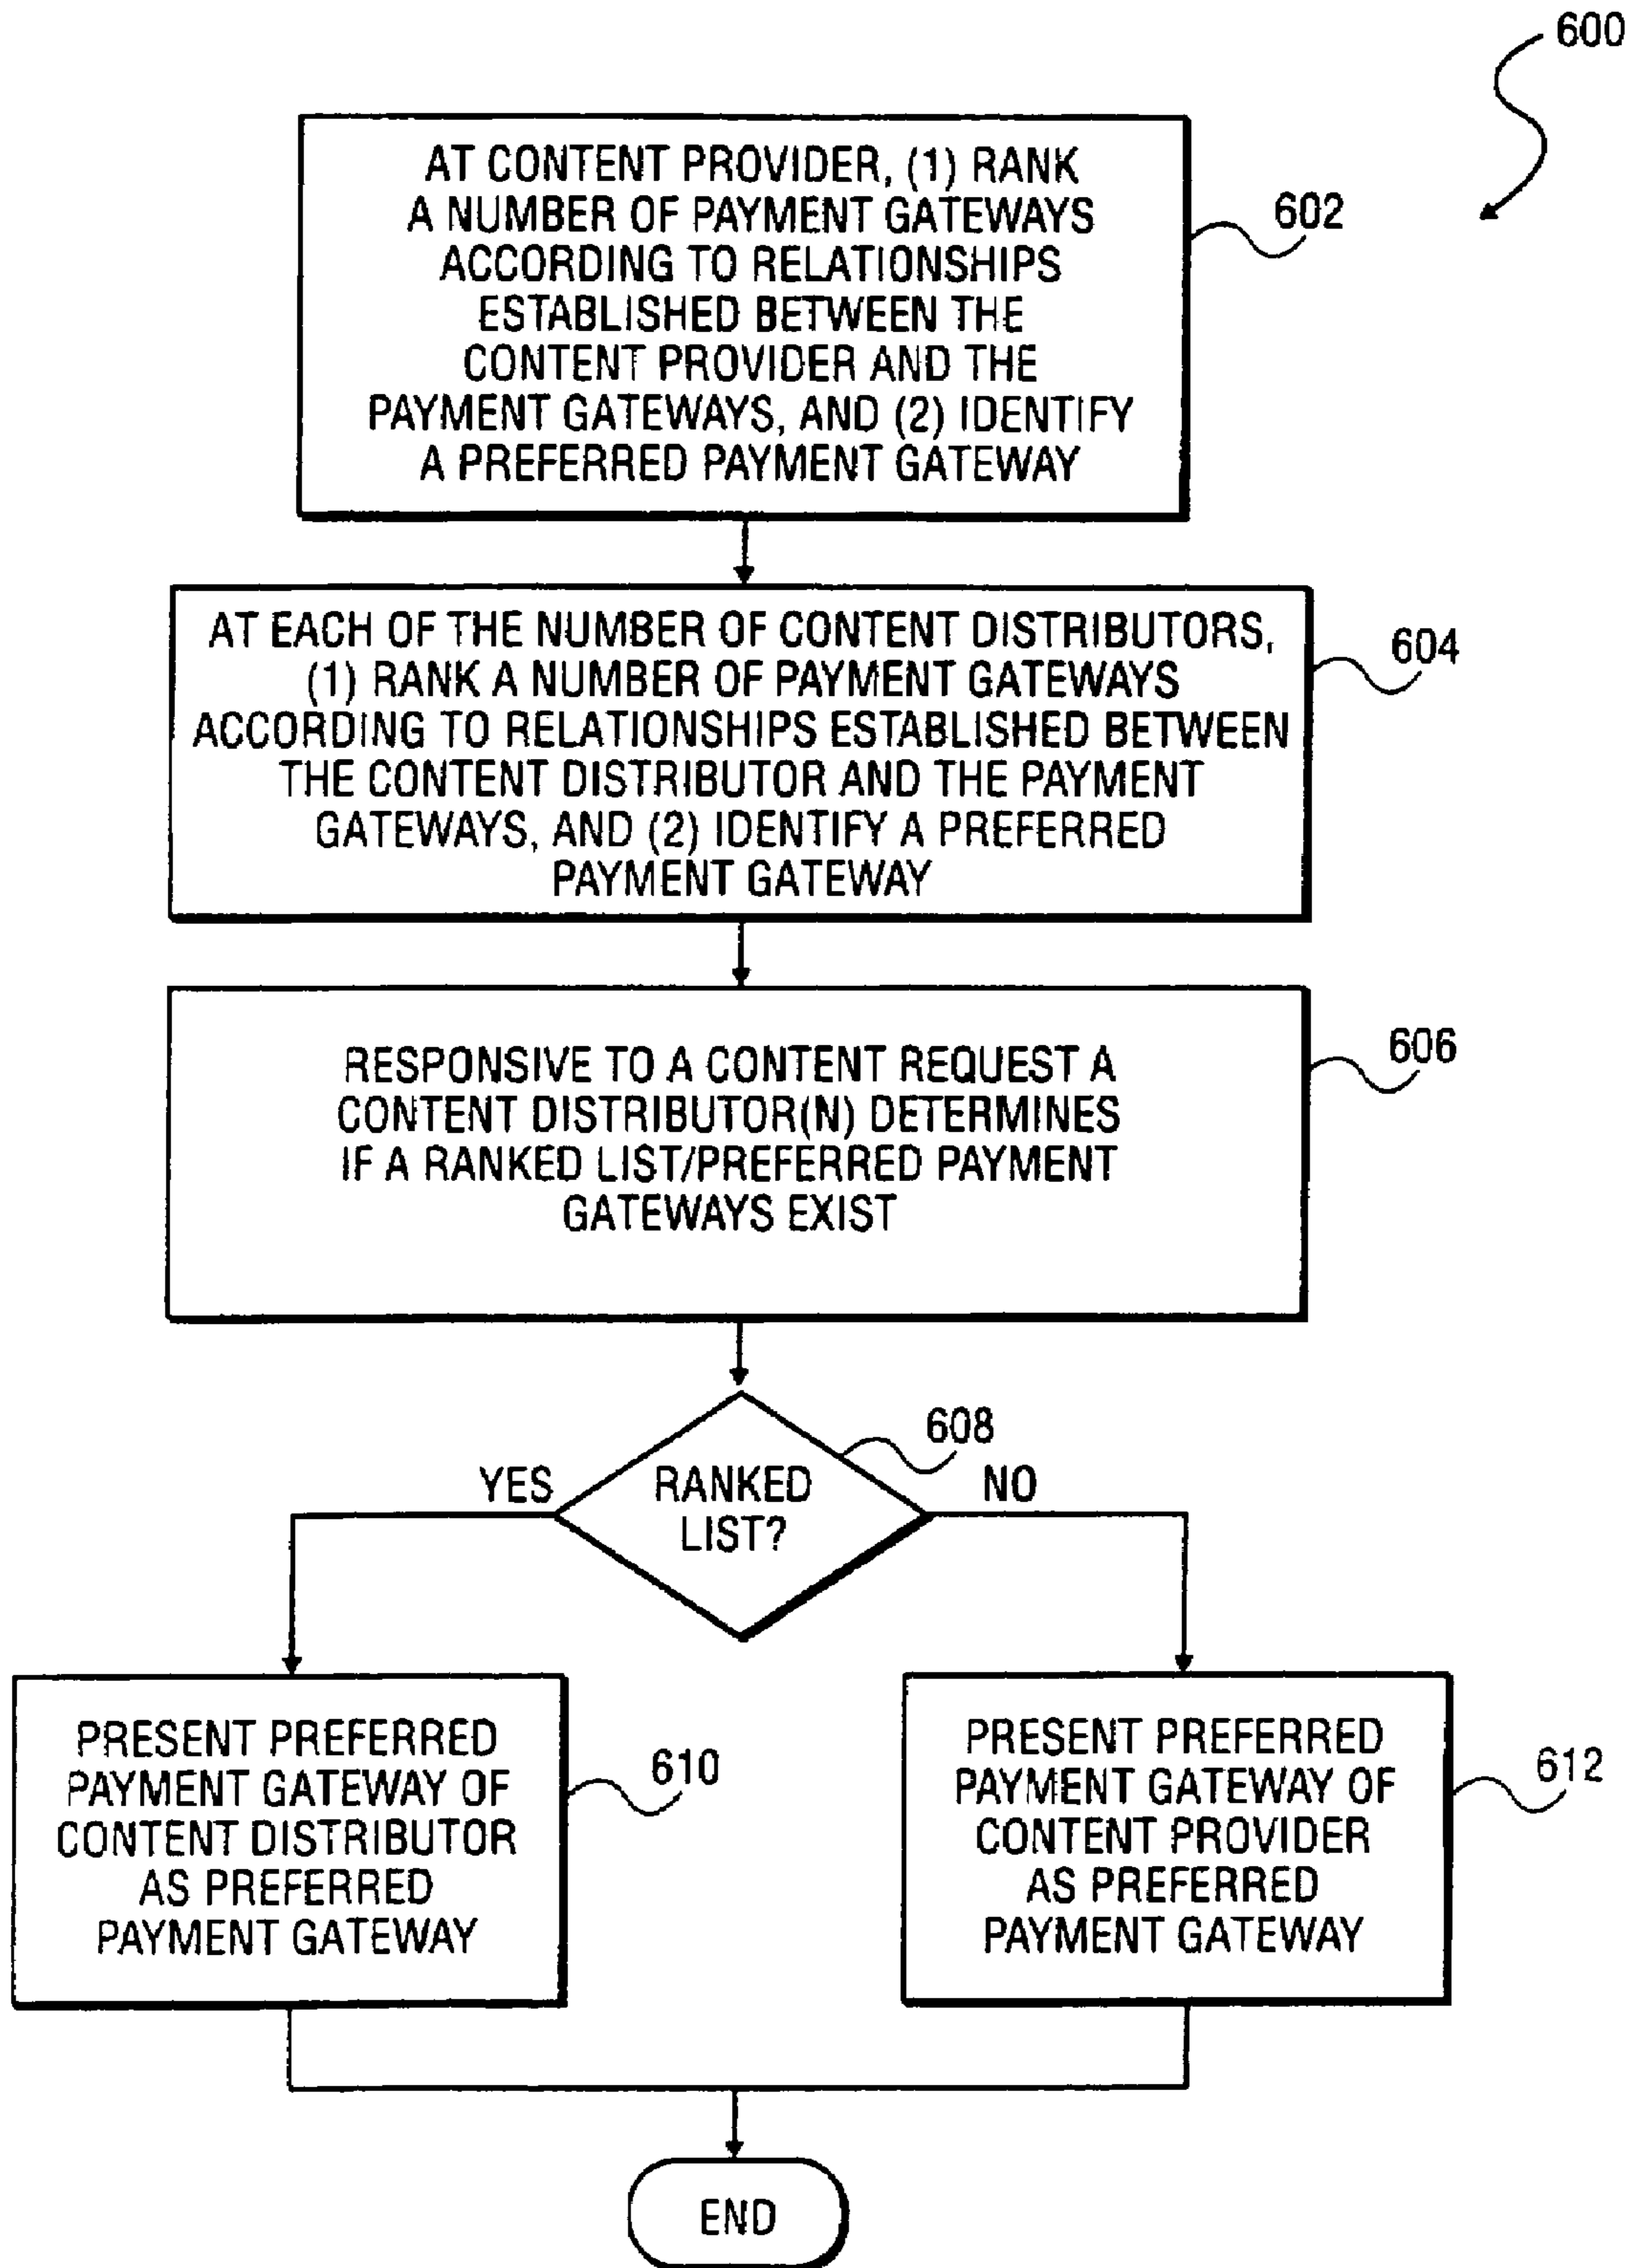 600
AT CONTENT PROVIDER, (1) RANK
A NUMBER OF PAYMENT GATEWAYS
ACCORDING TO RELATIONSHIPS
ESTABLISHED BETWEEN THE
CONTENT PROVIDER AND THE
PAYMENT GATEWAYS, AND (2) IDENTIFY
A PREFERRED PAYMENT GATEWAY
602
AT EACH OF THE NUMBER OF CONTENT DISTRIBUTORS,
(1) RANK A NUMBER OF PAYMENT GATEWAYS
ACCORDING TO RELATIONSHIPS ESTABLISHED BETWEEN
THE CONTENT DISTRIBUTOR AND THE PAYMENT
GATEWAYS, AND (2) IDENTIFY A PREFERRED
PAYMENT GATEWAY
604
RESPONSIVE TO A CONTENT REQUEST A
CONTENT DISTRIBUTOR(N) DETERMINES
IF A RANKED LIST/PREFERRED PAYMENT
GATEWAYS EXIST
606
608
YES
RANKED
LIST?
NO
PRESENT PREFERRED
PAYMENT GATEWAY OF
CONTENT DISTRIBUTOR
AS PREFERRED
PAYMENT GATEWAY
610
PRESENT PREFERRED
PAYMENT GATEWAY OF
CONTENT PROVIDER
AS PREFERRED
PAYMENT GATEWAY
612
END